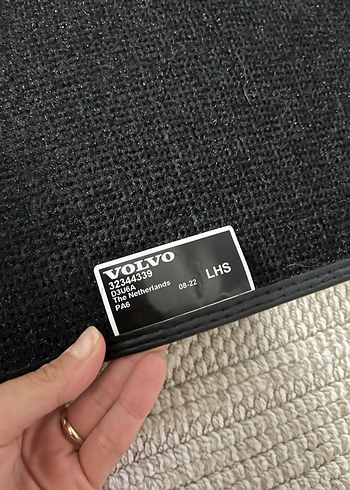 VOLVO
32344339
D3U6A
The Netherlands 08-22 LHS
PA6